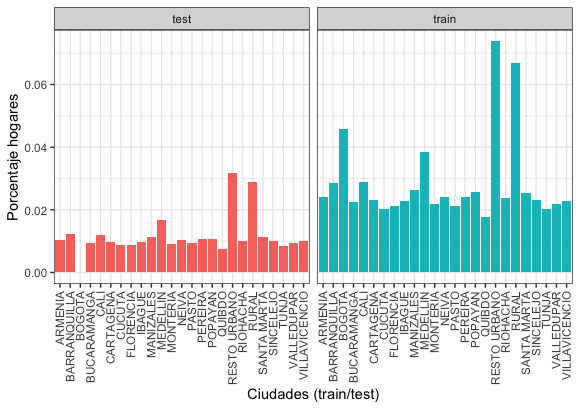 test
train
Porcentaje hogares
0.06
0.04
0.02
0.00
ARMENIA
BARRANQUILLA
BOGOTA
BUCARAMANGA
CALI
CARTAGENA
CUCUTA
FLORENCIA
IBAGUE
MANIZALES
MEDELLIN
MONTERIA
NEIVA
PASTO
PEREIRA
POPAYAN
QUIBDO
RESTO URBANO
RIOHACHA
RURAL
SANTA MARTA
SINCELEJO
TUNJA
VALLEDUPAR
VILLAVICENCIO
ARMENIA
BARRANQUILLA
BOGOTA
BUCARAMANGA
CALI
CARTAGENA
CUCUTA
FLORENCIA
IBAGUE
MANIZALES
MEDELLIN
MONTERIA
NEIVA
PASTO
PEREIRA
POPAYAN
QUIBDO
RESTO URBANO
RIOHACHA
RURAL
SANTA MARTA
SINCELEJO
TUNJA
VALLEDUPAR
VILLAVICENCIO
Ciudades (train/test)